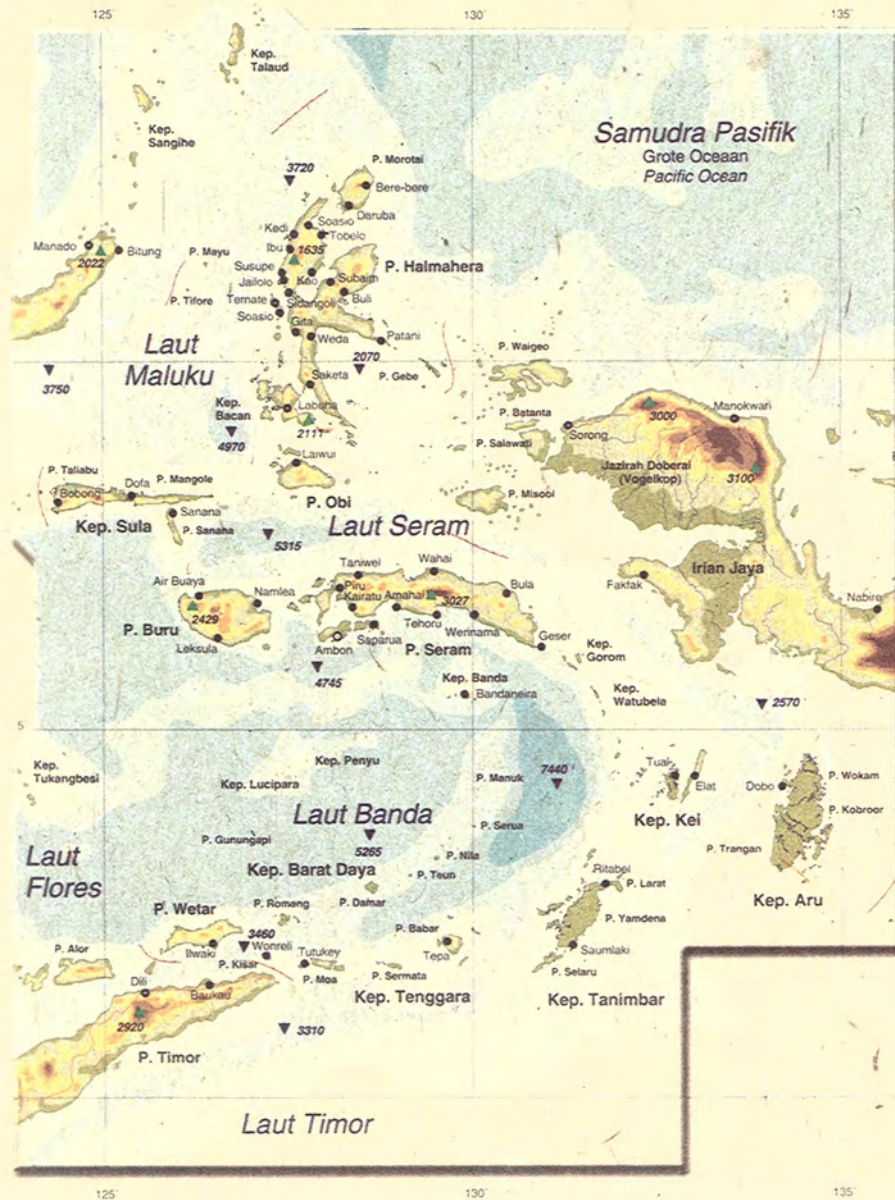 125°
130°
135°
Kep.
Talaud
Kep.
Sangihe
Samudra Pasifik
Grote Oceaan
Pacific Ocean
3720
P. Morotai
Bere-bere
Daruba
Soasio
Kedi
Tobelo
Manado
Bitung
2022
P. Mayu
Ibu
1635
P. Halmahera
Susupe
Kao
Jailolo
Subaim
P. Tifore
Ternate
Sidangoli
Buli
Soasio
Gita
Weda
Patani
Laut
Maluku
2070
P. Gebe
P. Waigeo
3750
Saketa
Kep.
Bacan
Labuha
4970
2111
P. Batanta
Sorong
3000
Manokwari
P. Salawati
Laiwui
Jazirah Doberai
(Vogelkop)
3100
P. Taliabu
Bobong
Dofa
P. Mangole
P. Obi
P. Misool
Kep. Sula
Sanana
P. Sanana
Laut Seram
5315
Air Buaya
Namlea
2429
P. Buru
Leksula
Taniwel
Wahai
Piru
Kairatu
Amahai
3027
Bula
Tehoru
Werinama
Ambon
Saparua
P. Seram
Geser
Fakfak
Irian Jaya
Nabire
4745
Kep.
Gorom
Kep. Banda
Bandaneira
Kep.
Watubela
2570
5
Kep.
Tukangbesi
Kep. Penyu
Kep. Lucipara
P. Manuk
7440
Tual
Elat
Dobo
P. Wokam
P. Kobroor
Laut Banda
5265
P. Serua
Kep. Kei
P. Trangan
P. Gunungapi
P. Nila
Laut
Flores
Kep. Barat Daya
P. Teun
Ritabel
P. Larat
Kep. Aru
P. Wetar
P. Romang
P. Damar
P. Yamdena
P. Babar
3460
Ilwaki
Wonreli
Tutukey
Tepa
Saumlaki
P. Alor
P. Kisar
P. Moa
P. Sermata
P. Selaru
Dili
Baukau
Kep. Tenggara
Kep. Tanimbar
2920
3310
P. Timor
Laut Timor
125°
130°
135°